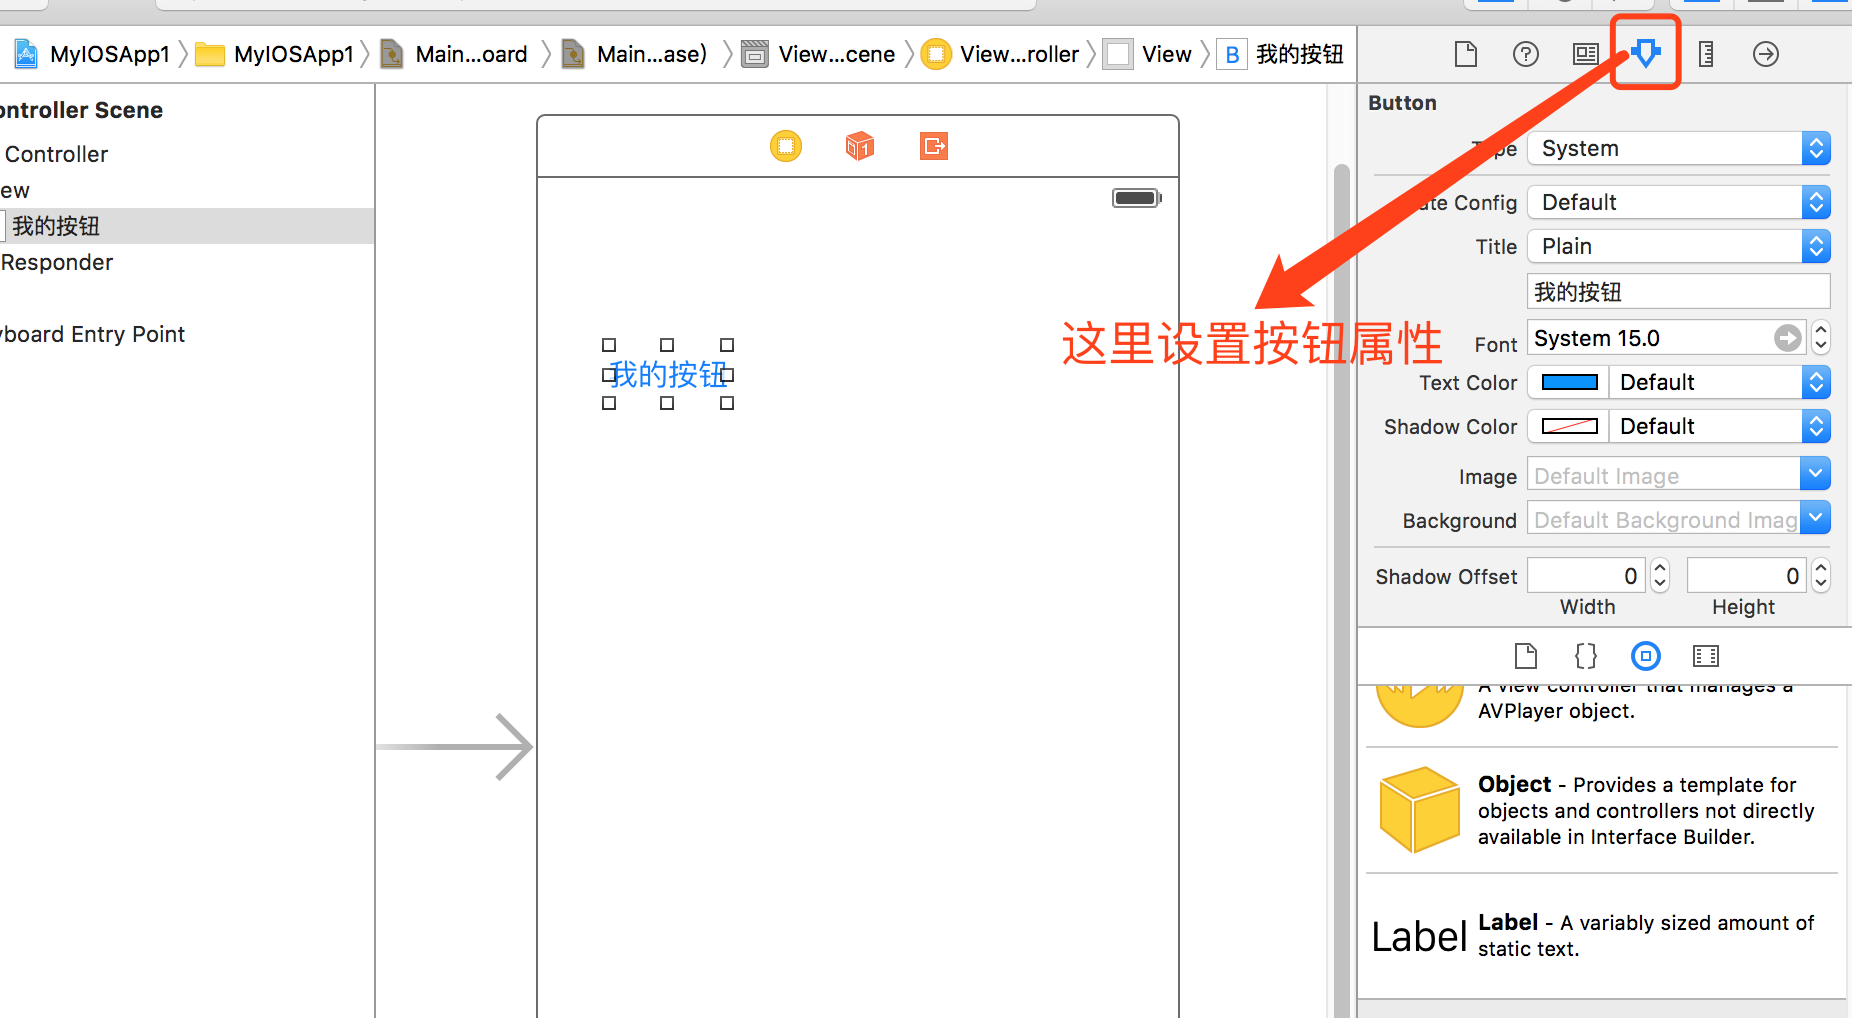 MyIOSApp1
MyIOSApp1
Main...oard
Main...ase)
View...cene
View...roller
View
B 我的按钮
ontroller Scene
Controller
ew
我的按钮
Responder
yboard Entry Point
我的按钮
这里设置按钮属性
Button
Type System
ate Config Default
Title Plain
我的按钮
Font System 15.0
Text Color Default
Shadow Color Default
Image Default Image
Background Default Background Imag
Shadow Offset 0 0
Width Height
A view controller that manages a
AVPlayer object.
Object - Provides a template for
objects and controllers not directly
available in Interface Builder.
Label
Label - A variably sized amount of
static text.